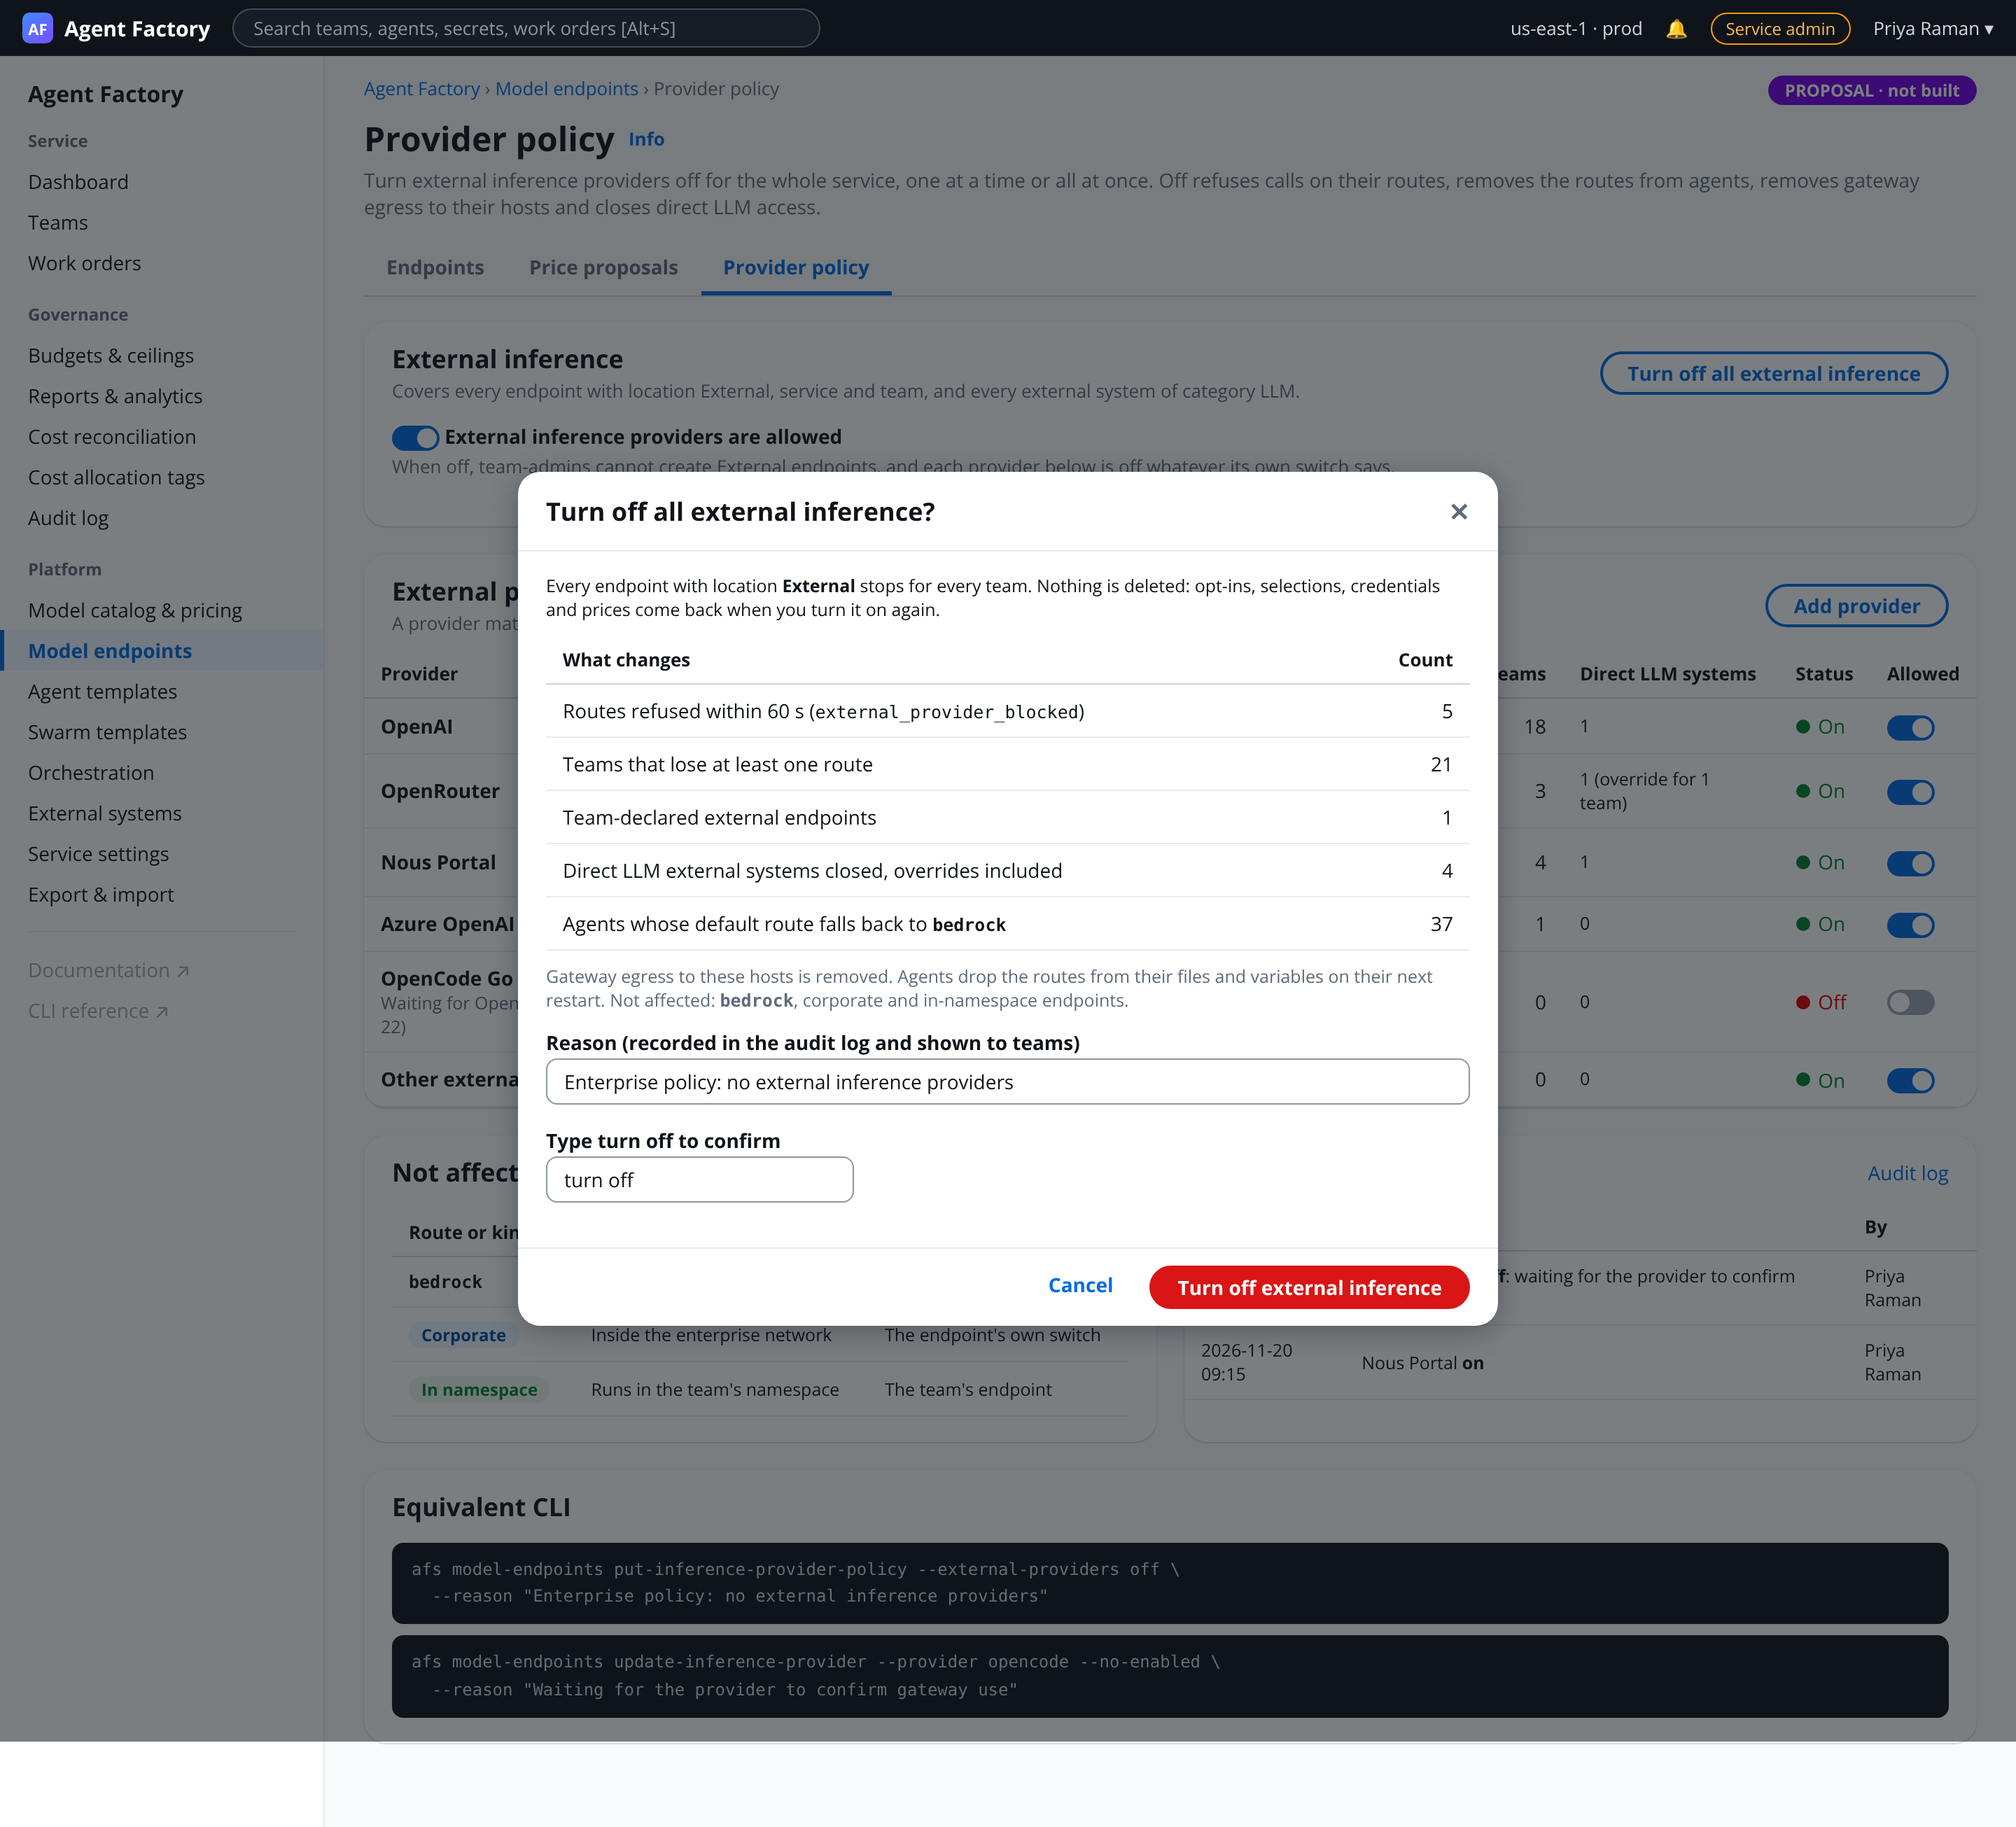 AF Agent Factory
Search teams, agents, secrets, work orders [Alt+S]
us-east-1 · prod
Service admin
Priya Raman ▾
Agent Factory
Service
Dashboard
Teams
Work orders
Governance
Budgets & ceilings
Reports & analytics
Cost reconciliation
Cost allocation tags
Audit log
Platform
Model catalog & pricing
Model endpoints
Agent templates
Swarm templates
Orchestration
External systems
Service settings
Export & import
Documentation ↗
CLI reference ↗
Agent Factory › Model endpoints › Provider policy
PROPOSAL · not built
Provider policy Info
Turn external inference providers off for the whole service, one at a time or all at once. Off refuses calls on their routes, removes the routes from agents, removes gateway
egress to their hosts and closes direct LLM access.
Endpoints Price proposals Provider policy
External inference
Covers every endpoint with location External, service and team, and every external system of category LLM.
Turn off all external inference
External inference providers are allowed
When off, team-admins cannot create External endpoints, and each provider below is off whatever its own switch says.
Turn off all external inference?
✕
Every endpoint with location External stops for every team. Nothing is deleted: opt-ins, selections, credentials
and prices come back when you turn it on again.
What changes Count
Routes refused within 60 s (external_provider_blocked) 5
Teams that lose at least one route 21
Team-declared external endpoints 1
Direct LLM external systems closed, overrides included 4
Agents whose default route falls back to bedrock 37
Gateway egress to these hosts is removed. Agents drop the routes from their files and variables on their next
restart. Not affected: bedrock, corporate and in-namespace endpoints.
Reason (recorded in the audit log and shown to teams)
Enterprise policy: no external inference providers
Type turn off to confirm
turn off
Cancel
Turn off external inference
External p
A provider mat
Add provider
Provider eams Direct LLM systems Status Allowed
OpenAI 18 1 On
OpenRouter 3 1 (override for 1
team) On
Nous Portal 4 1 On
Azure OpenAI 1 0 On
OpenCode Go 0 0 Off
Waiting for Open
22)
Other externa 0 0 On
Not affect
Route or kin
bedrock
Corporate Inside the enterprise network The endpoint's own switch
In namespace Runs in the team's namespace The team's endpoint
Audit log
By
f: waiting for the provider to confirm Priya
Raman
2026-11-20
09:15 Nous Portal on Priya
Raman
Equivalent CLI
afs model-endpoints put-inference-provider-policy --external-providers off \
--reason "Enterprise policy: no external inference providers"
afs model-endpoints update-inference-provider --provider opencode --no-enabled \
--reason "Waiting for the provider to confirm gateway use"